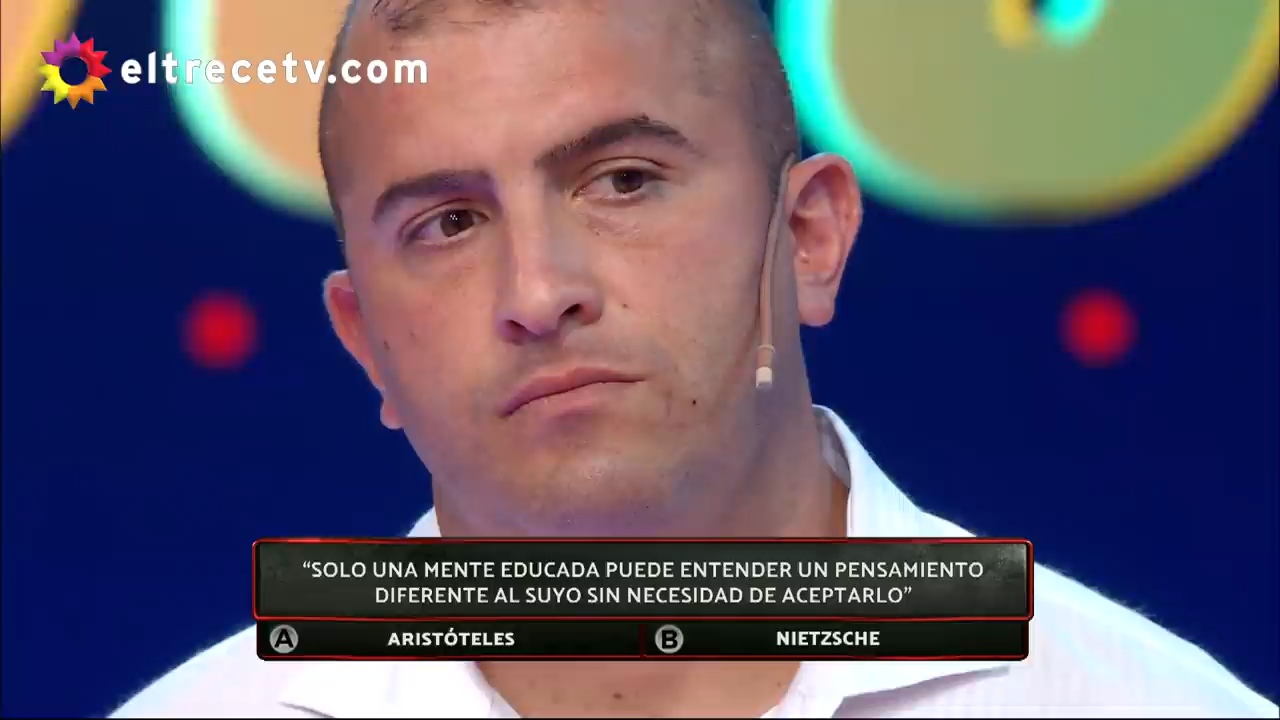 eltrecetv.com
“SOLO UNA MENTE EDUCADA PUEDE ENTENDER UN PENSAMIENTO
DIFERENTE AL SUYO SIN NECESIDAD DE ACEPTARLO”
A ARISTÓTELES B NIETZSCHE